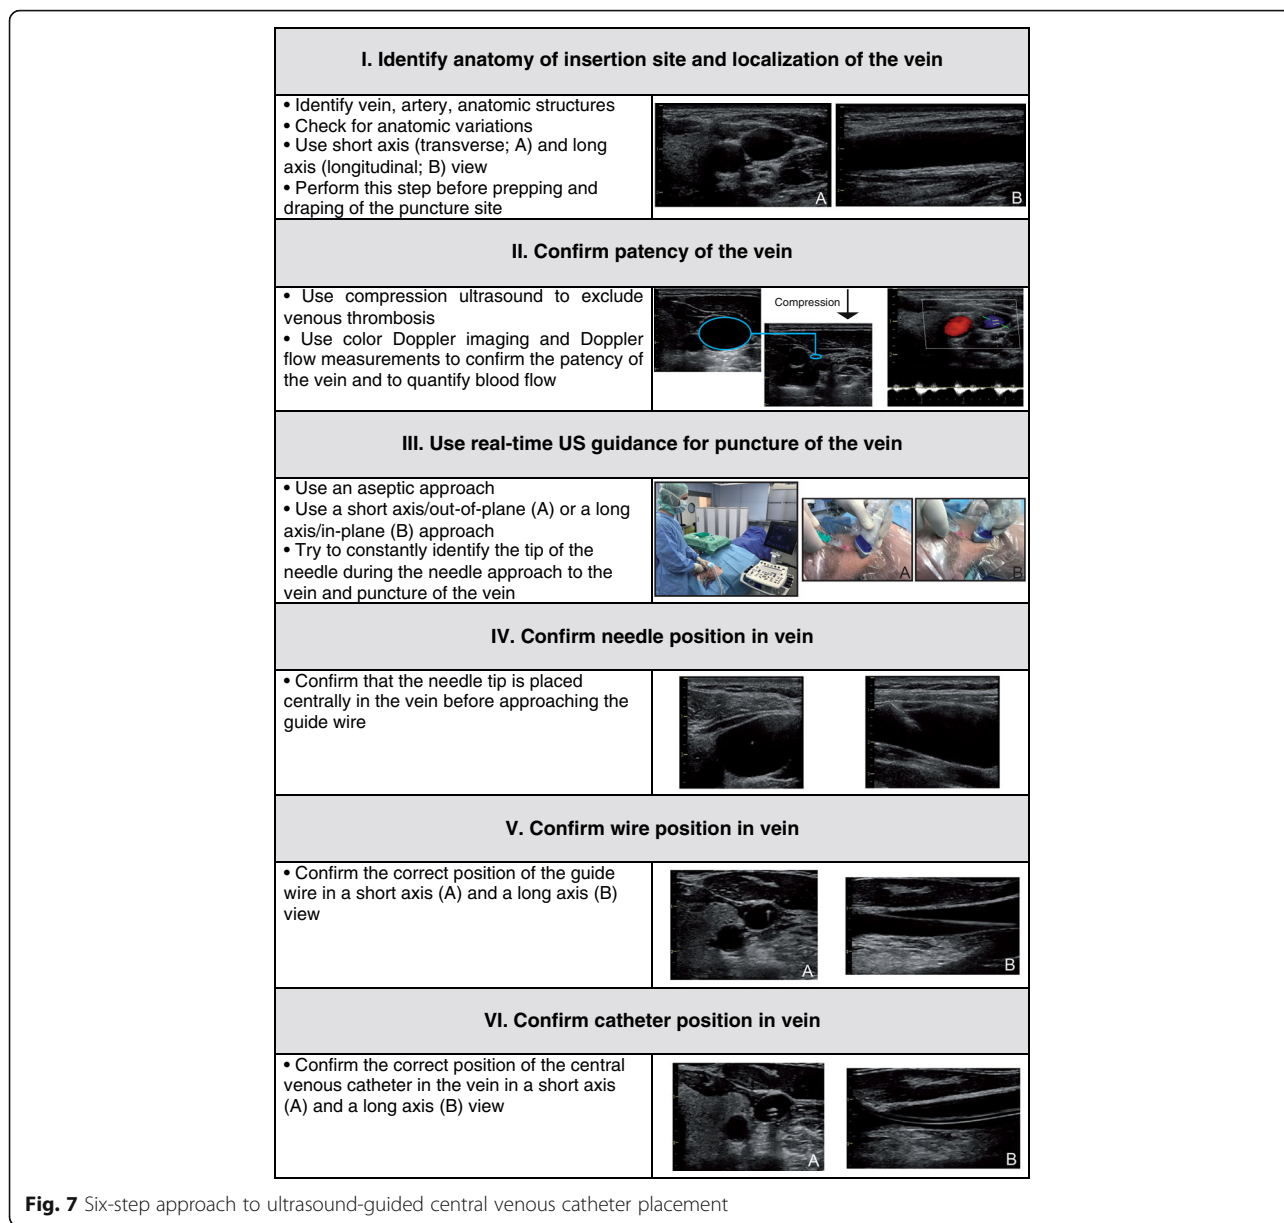 I. Identify anatomy of insertion site and localization of the vein
• Identify vein, artery, anatomic structures
• Check for anatomic variations
• Use short axis (transverse; A) and long
axis (longitudinal; B) view
• Perform this step before prepping and
draping of the puncture site
A
B
II. Confirm patency of the vein
• Use compression ultrasound to exclude
venous thrombosis
• Use color Doppler imaging and Doppler
flow measurements to confirm the patency of
the vein and to quantify blood flow
Compression
III. Use real-time US guidance for puncture of the vein
• Use an aseptic approach
• Use a short axis/out-of-plane (A) or a long
axis/in-plane (B) approach
• Try to constantly identify the tip of the
needle during the needle approach to the
vein and puncture of the vein
A
B
IV. Confirm needle position in vein
• Confirm that the needle tip is placed
centrally in the vein before approaching the
guide wire
V. Confirm wire position in vein
• Confirm the correct position of the guide
wire in a short axis (A) and a long axis (B)
view
A
B
VI. Confirm catheter position in vein
• Confirm the correct position of the central
venous catheter in the vein in a short axis
(A) and a long axis (B) view
A
B
Fig. 7 Six-step approach to ultrasound-guided central venous catheter placement